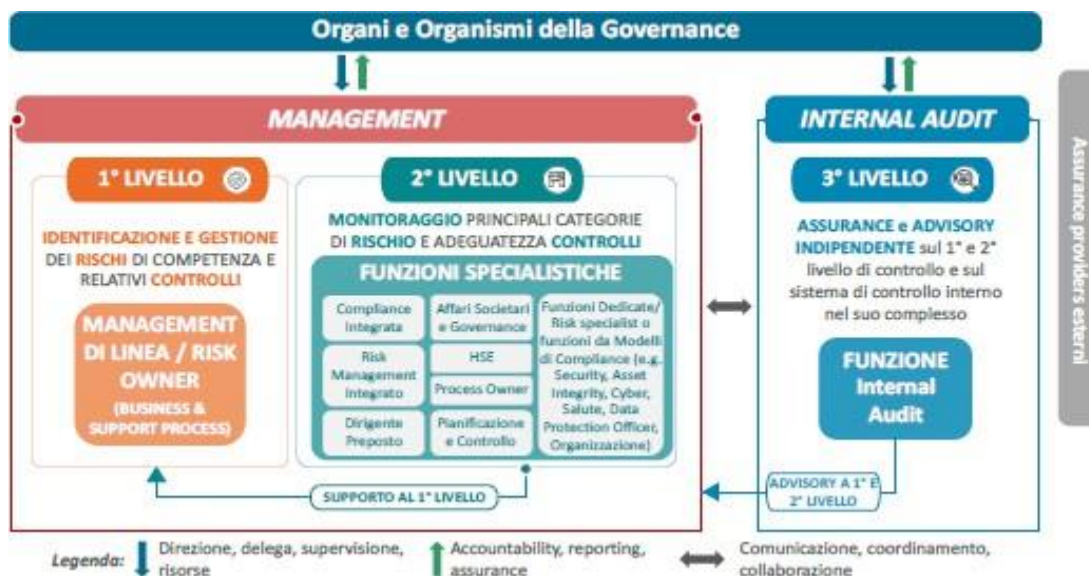 Organi e Organismi della Governance
MANAGEMENT
1° LIVELLO
IDENTIFICAZIONE E GESTIONE
DEI RISCHI DI COMPETENZA E
RELATIVI CONTROLLI
MANAGEMENT
DI LINEA / RISK
OWNER
(BUSINESS &
SUPPORT PROCESS)
2° LIVELLO
MONITORAGGIO PRINCIPALI CATEGORIE
DI RISCHIO E ADEGUATEZZA CONTROLLI
FUNZIONI SPECIALISTICHE
Compliance
Integrata
Risk
Management
Integrato
Dirigente
Preposto
Affari Societari
e Governance
HSE
Process Owner
Pianificazione
e Controllo
Funzioni Dedicate/
Risk specialist o
funzioni da Modelli
di Compliance (e.g.
Security, Asset
Integrity, Cyber,
Salute, Data
Protection Officer,
Organizzazione)
SUPPORTO AL 1° LIVELLO
INTERNAL AUDIT
3° LIVELLO
ASSURANCE e ADVISORY
INDIPENDENTE sul 1° e 2°
livello di controllo e sul
sistema di controllo interno
nel suo complesso
FUNZIONE
Internal
Audit
ADVISORY A 1° E
2° LIVELLO
Assurance providers esterni
Legenda:
Direzione, delega, supervisione,
risorse
Accountability, reporting,
assurance
Comunicazione, coordinamento,
collaborazione